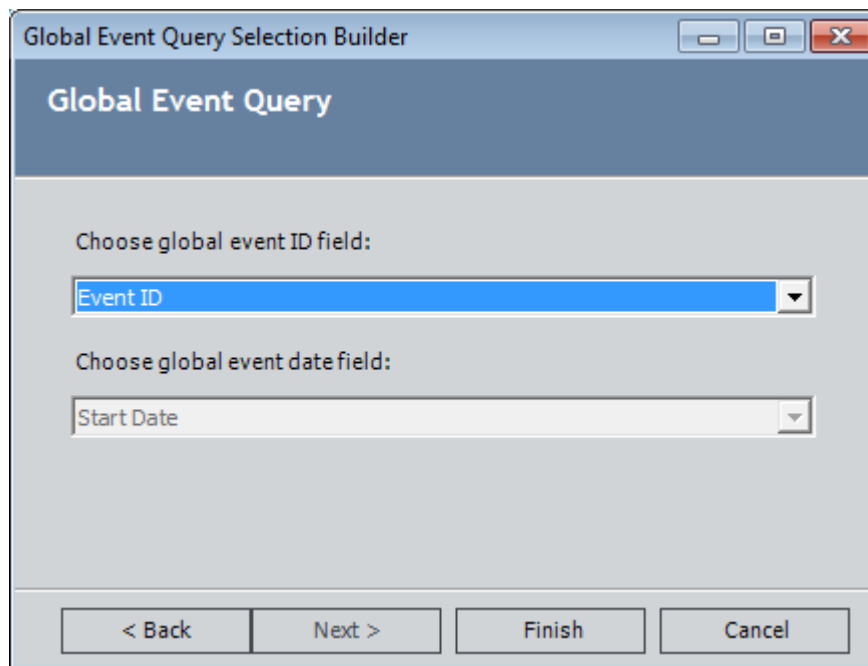 Global Event Query Selection Builder
Global Event Query
Choose global event ID field:
Event ID
Choose global event date field:
Start Date
< Back Next > Finish Cancel